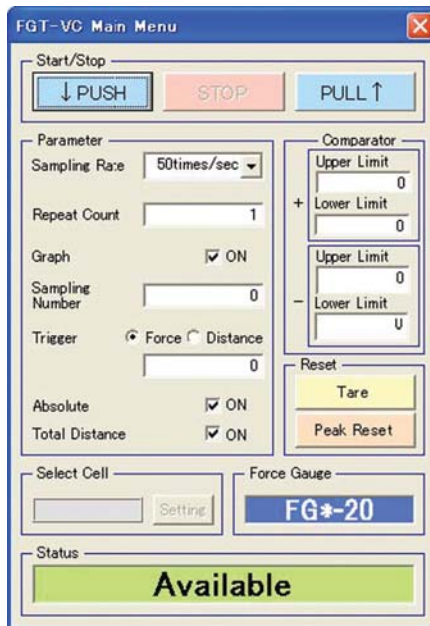 FGT-VC Main Menu
Start/Stop
↓PUSH
STOP
PULL↑
Parameter
Sampling Rate
50times/sec
Repeat Count
1
Graph
ON
Sampling
Number
0
Trigger
Force
Distance
0
Absolute
ON
Total Distance
ON
Comparator
+
Upper Limit
0
Lower Limit
0
−
Upper Limit
0
Lower Limit
U
Reset
Tare
Peak Reset
Select Cell
Setting
Force Gauge
FG*-20
Status
Available